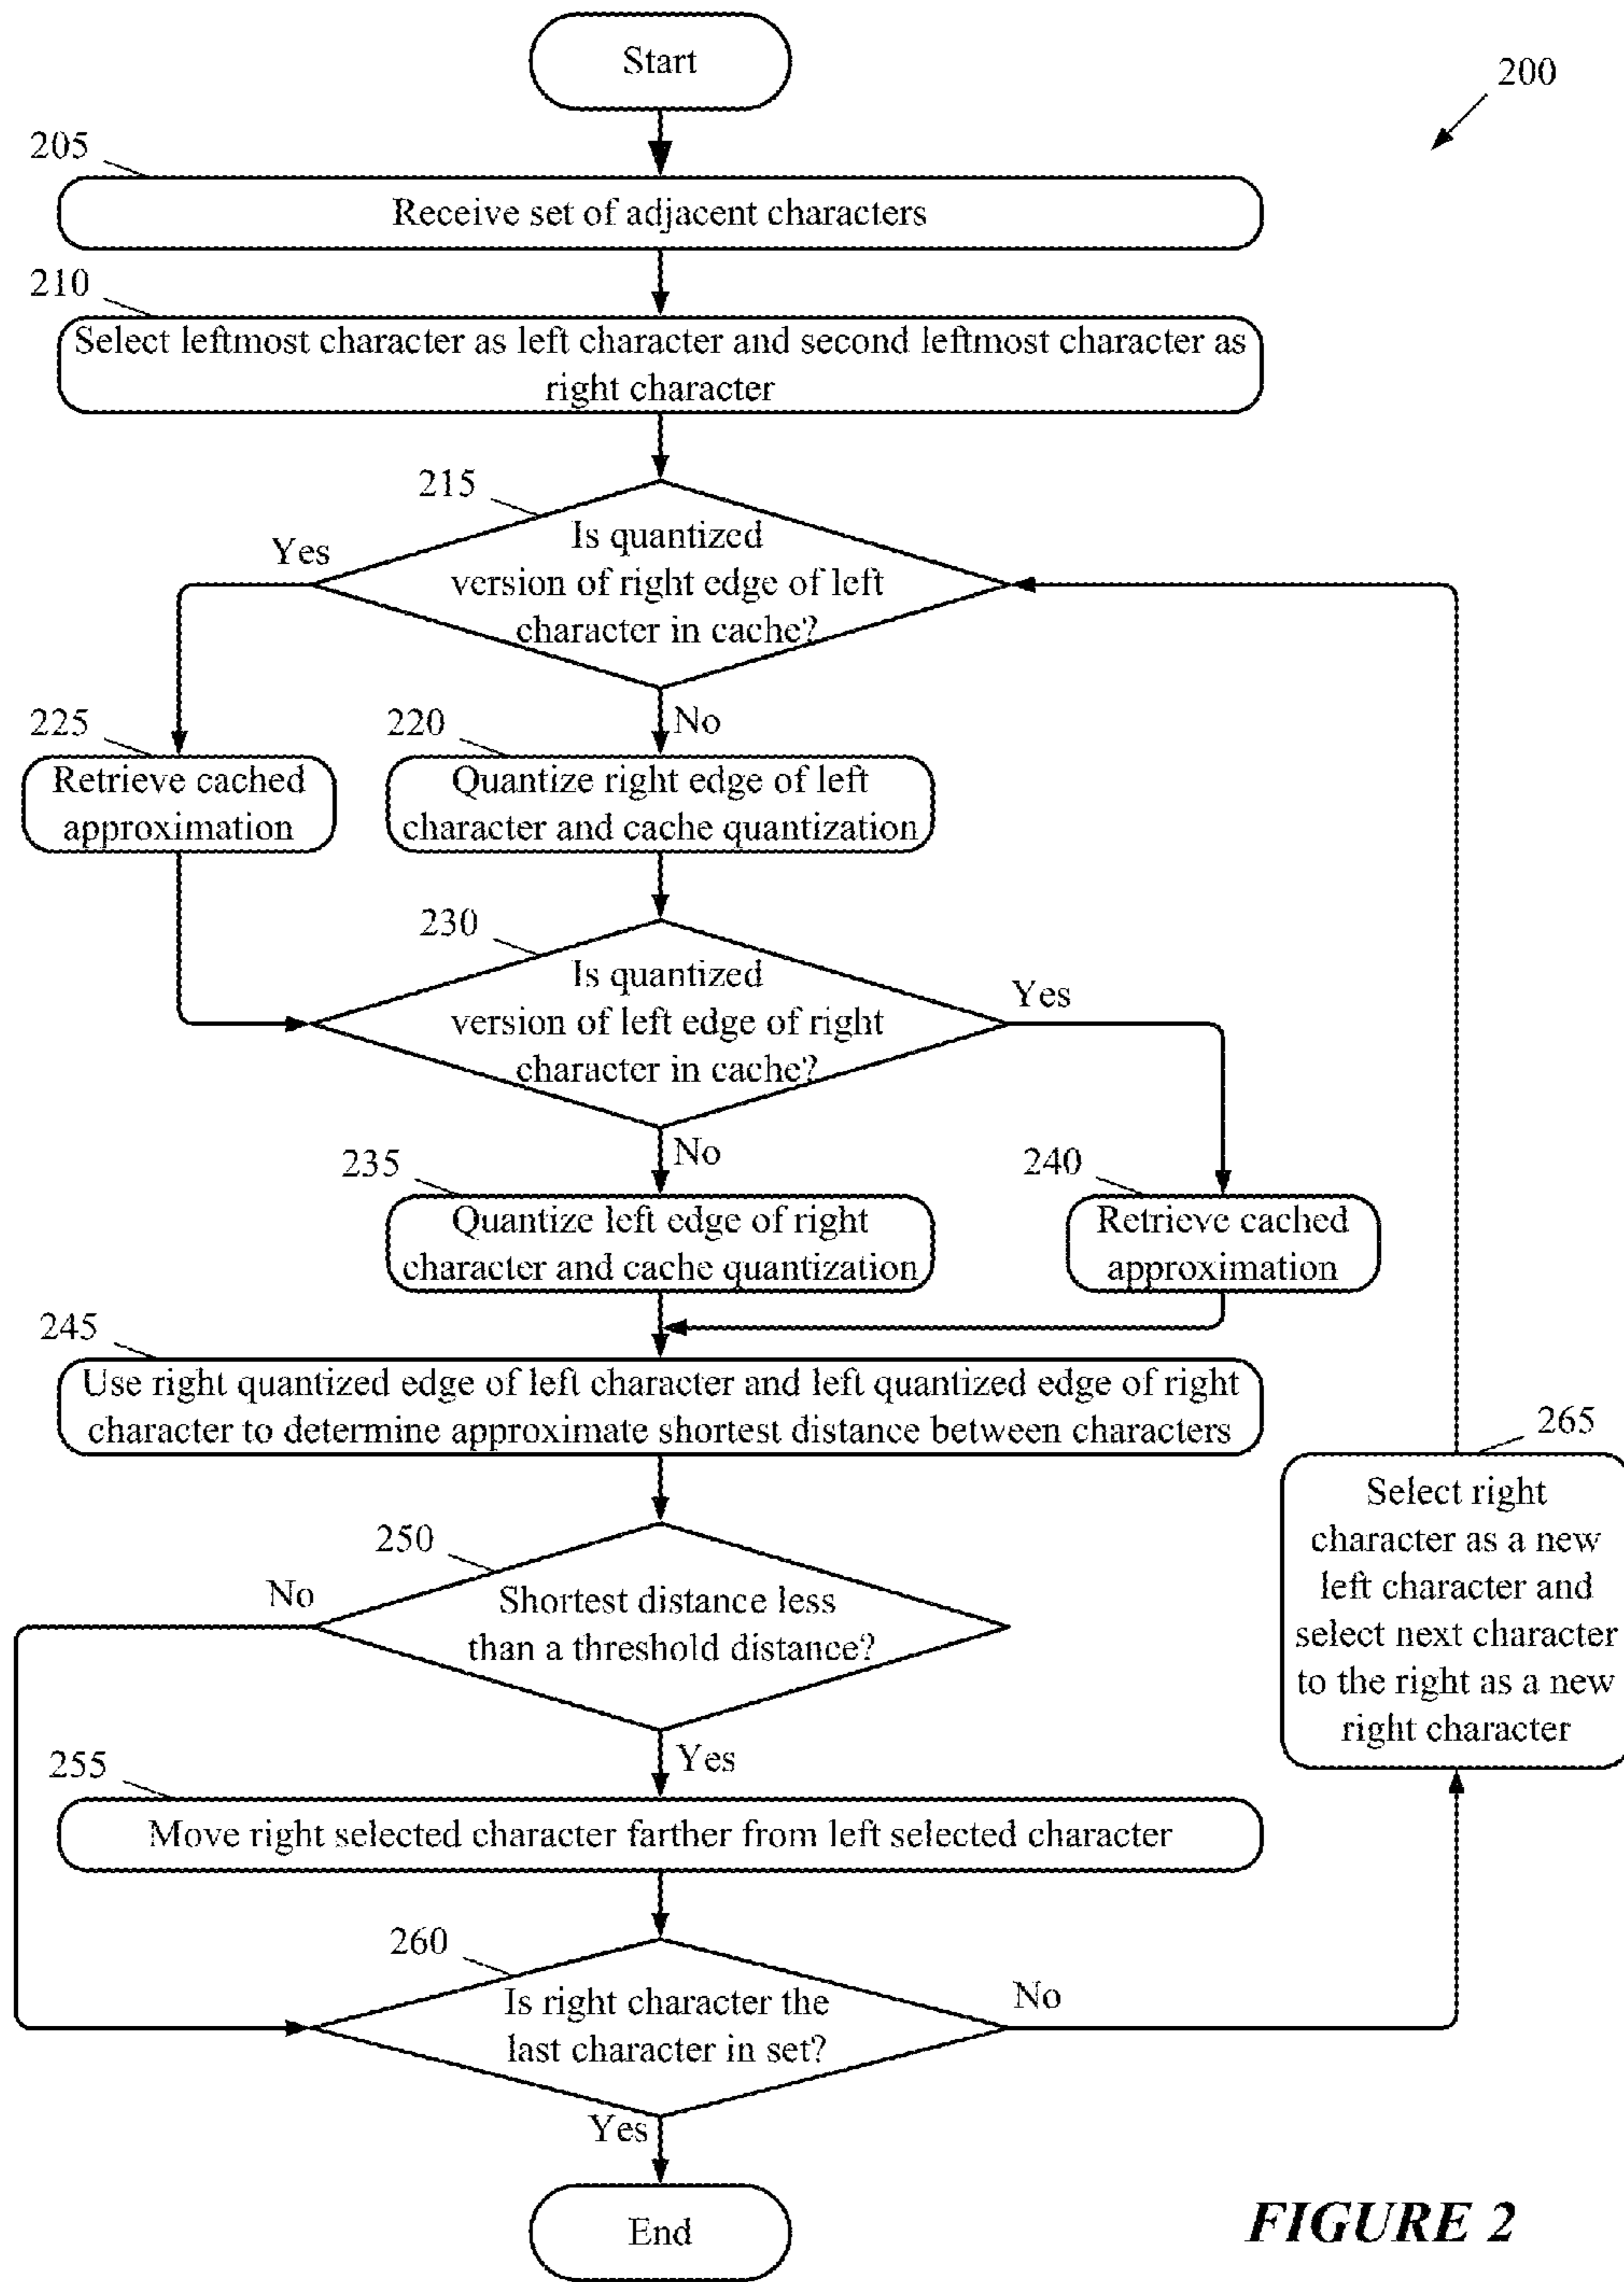 Start
200
205
Receive set of adjacent characters
210
Select leftmost character as left character and second leftmost character as
right character
215
Is quantized
version of right edge of left
character in cache?
Yes
No
225
Retrieve cached
approximation
220
Quantize right edge of left
character and cache quantization
230
Is quantized
version of left edge of right
character in cache?
Yes
No
235
Quantize left edge of right
character and cache quantization
240
Retrieve cached
approximation
245
Use right quantized edge of left character and left quantized edge of right
character to determine approximate shortest distance between characters
265
Select right
character as a new
left character and
select next character
to the right as a new
right character
250
No
Shortest distance less
than a threshold distance?
Yes
255
Move right selected character farther from left selected character
260
Is right character the
last character in set?
No
Yes
End
FIGURE 2